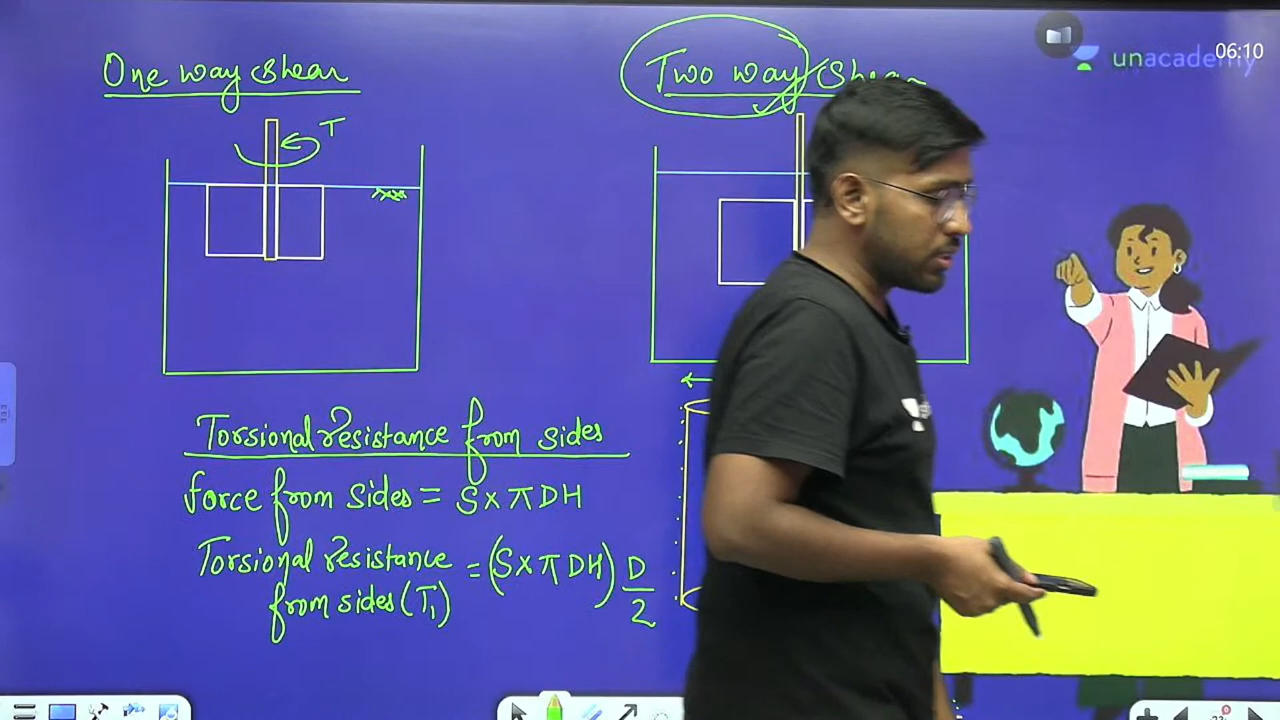 One way shear
Two way shear
unacademy
06:10
T
Torsional resistance from sides
force from sides = S x π DH
Torsional resistance = (S x π DH) D/2
from sides (T₁)